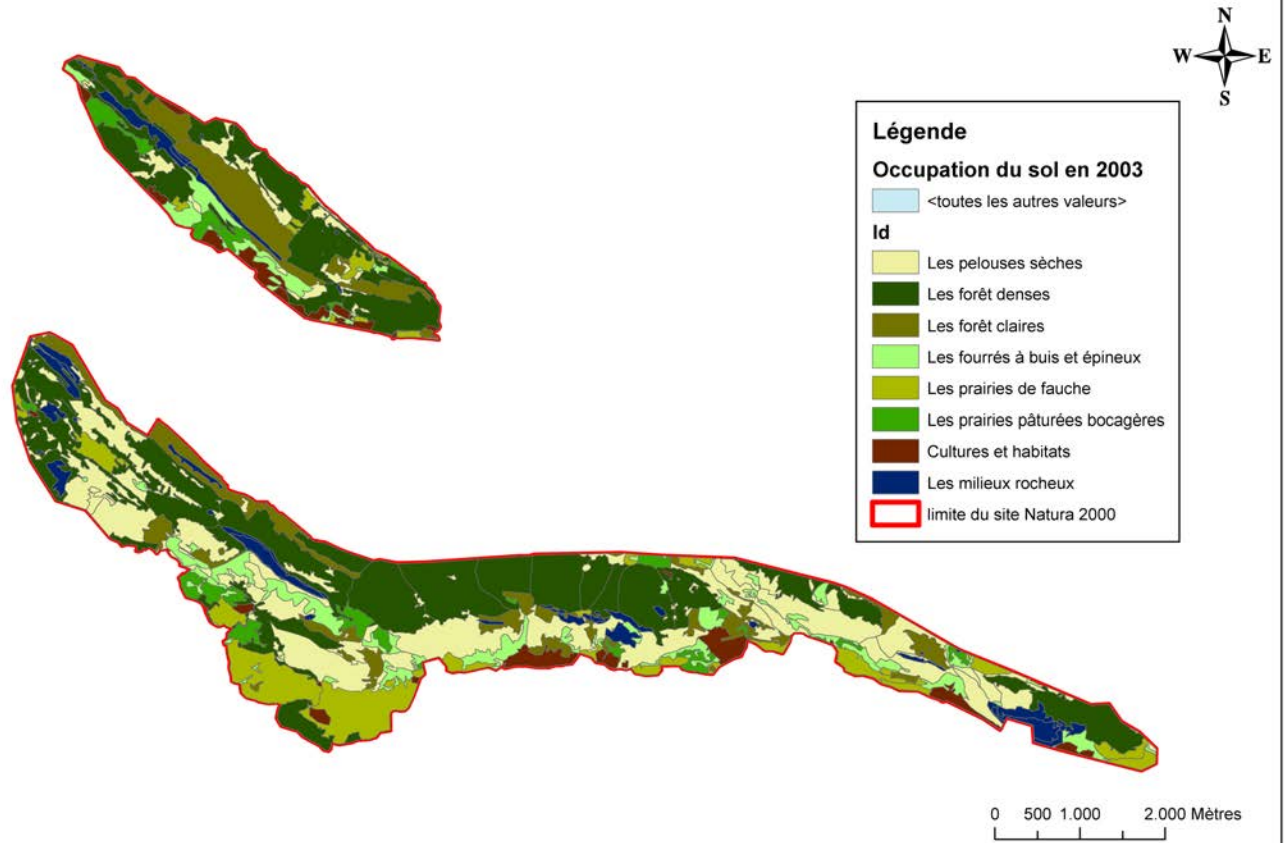 N
W E
S
Légende
Occupation du sol en 2003
<toutes les autres valeurs>
Id
Les pelouses sèches
Les forêt denses
Les forêt claires
Les fourrés à buis et épineux
Les prairies de fauche
Les prairies pâturées bocagères
Cultures et habitats
Les milieux rocheux
limite du site Natura 2000
0 500 1.000 2.000 Mètres